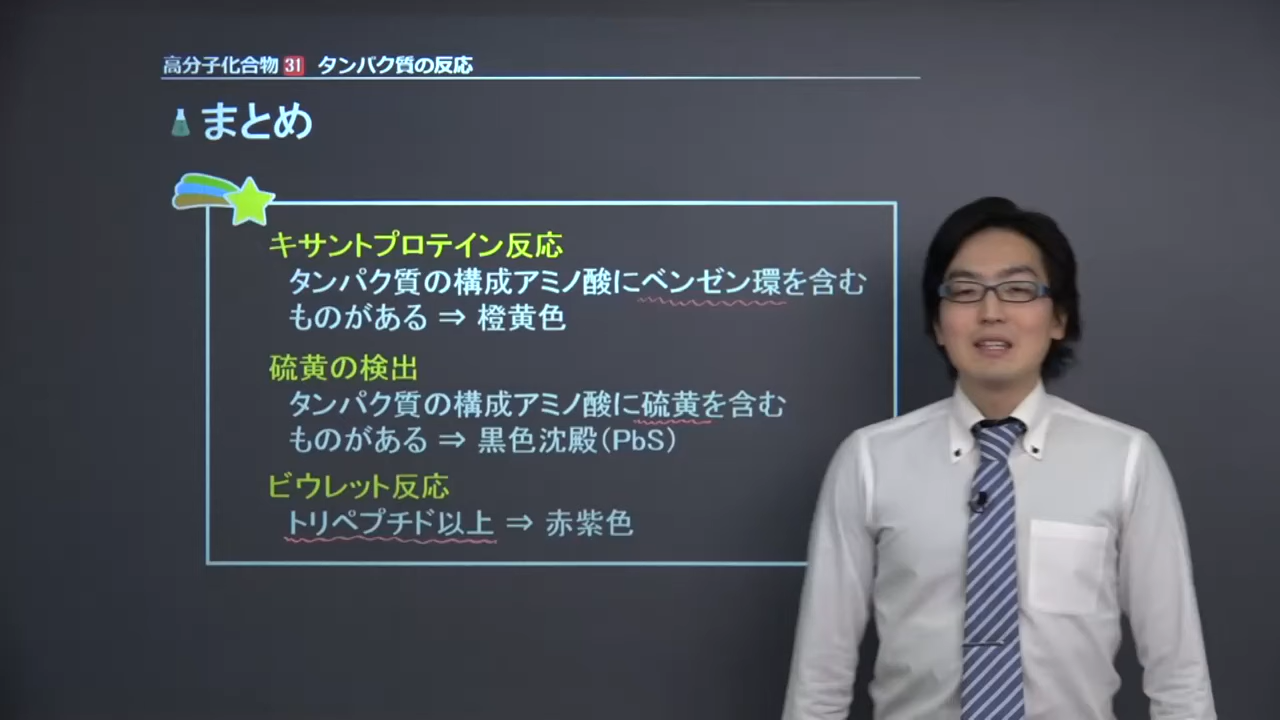 高分子化合物 31 タンパク質の反応
まとめ
キサントプロテイン反応
タンパク質の構成アミノ酸にベンゼン環を含む
ものがある ⇒ 橙黄色
硫黄の検出
タンパク質の構成アミノ酸に硫黄を含む
ものがある ⇒ 黒色沈殿(PbS)
ビウレット反応
トリペプチド以上 ⇒ 赤紫色